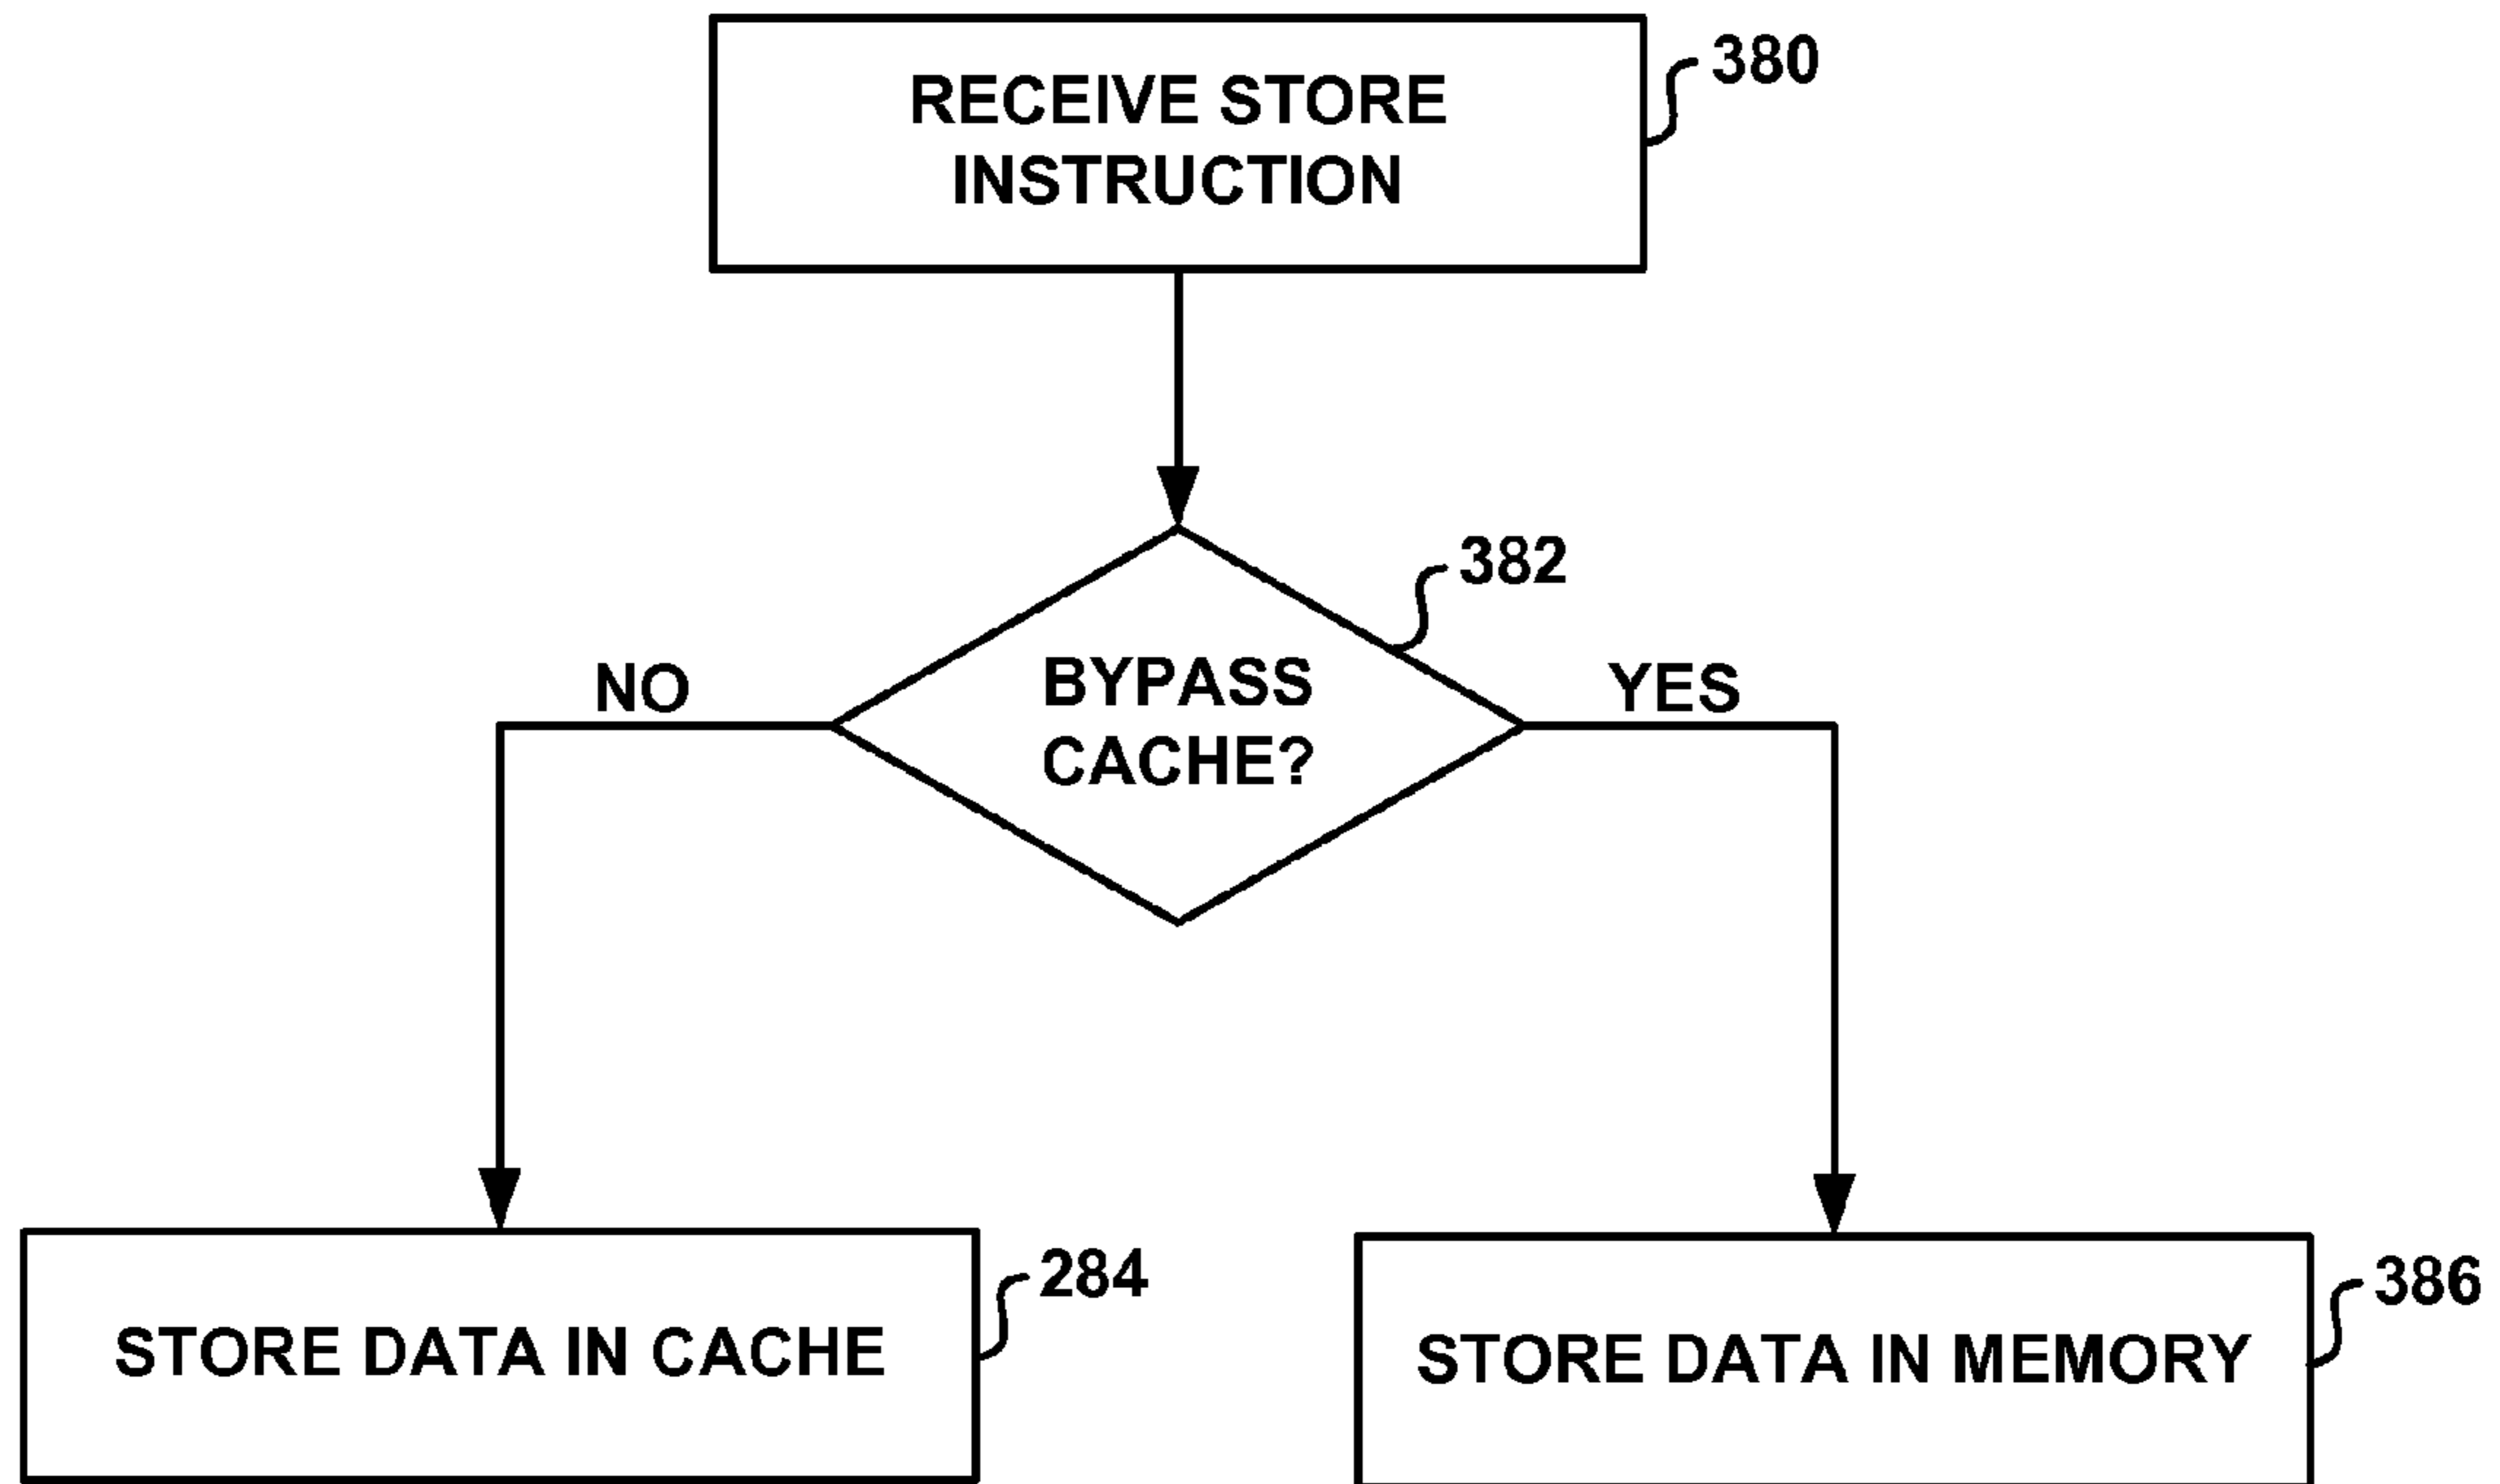 RECEIVE STORE
INSTRUCTION
380
382
BYPASS
CACHE?
NO
YES
STORE DATA IN CACHE
284
STORE DATA IN MEMORY
386